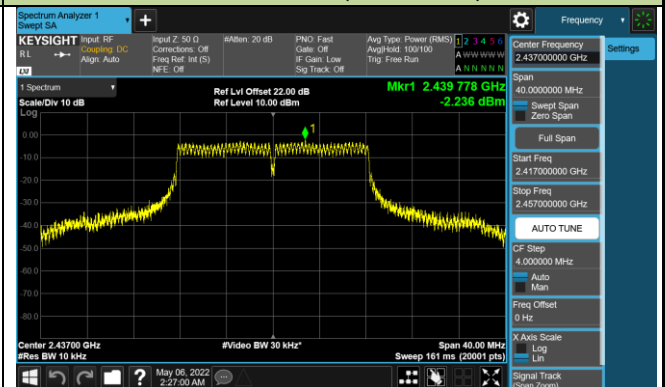 Spectrum Analyzer 1
Swept SA
+
Frequency
KEYSIGHT
RL
LXI
Input: RF
Coupling: DC
Align: Auto
Input Z: 50 Ω
Corrections: Off
Freq Ref: Int (S)
NFE: Off
#Atten: 20 dB
PNO: Fast
Gate: Off
IF Gain: Low
Sig Track: Off
Avg Type: Power (RMS)
Avg|Hold: 100/100
Trig: Free Run
1 2 3 4 5 6
A W W W W W
A N N N N N
1 Spectrum
Scale/Div 10 dB
Log
Ref Lvl Offset 22.00 dB
Ref Level 10.00 dBm
Mkr1 2.439 778 GHz
-2.236 dBm
1
0.00
-10.0
-20.0
-30.0
-40.0
-50.0
-60.0
-70.0
-80.0
Center 2.43700 GHz
#Res BW 10 kHz
#Video BW 30 kHz*
Span 40.00 MHz
Sweep 161 ms (20001 pts)
?
May 06, 2022
2:27:00 AM
Center Frequency
2.437000000 GHz
Settings
Span
40.0000000 MHz
Swept Span
Zero Span
Full Span
Start Freq
2.417000000 GHz
Stop Freq
2.457000000 GHz
AUTO TUNE
CF Step
4.000000 MHz
Auto
Man
Freq Offset
0 Hz
X Axis Scale
Log
Lin
Signal Track
(Span Zoom)